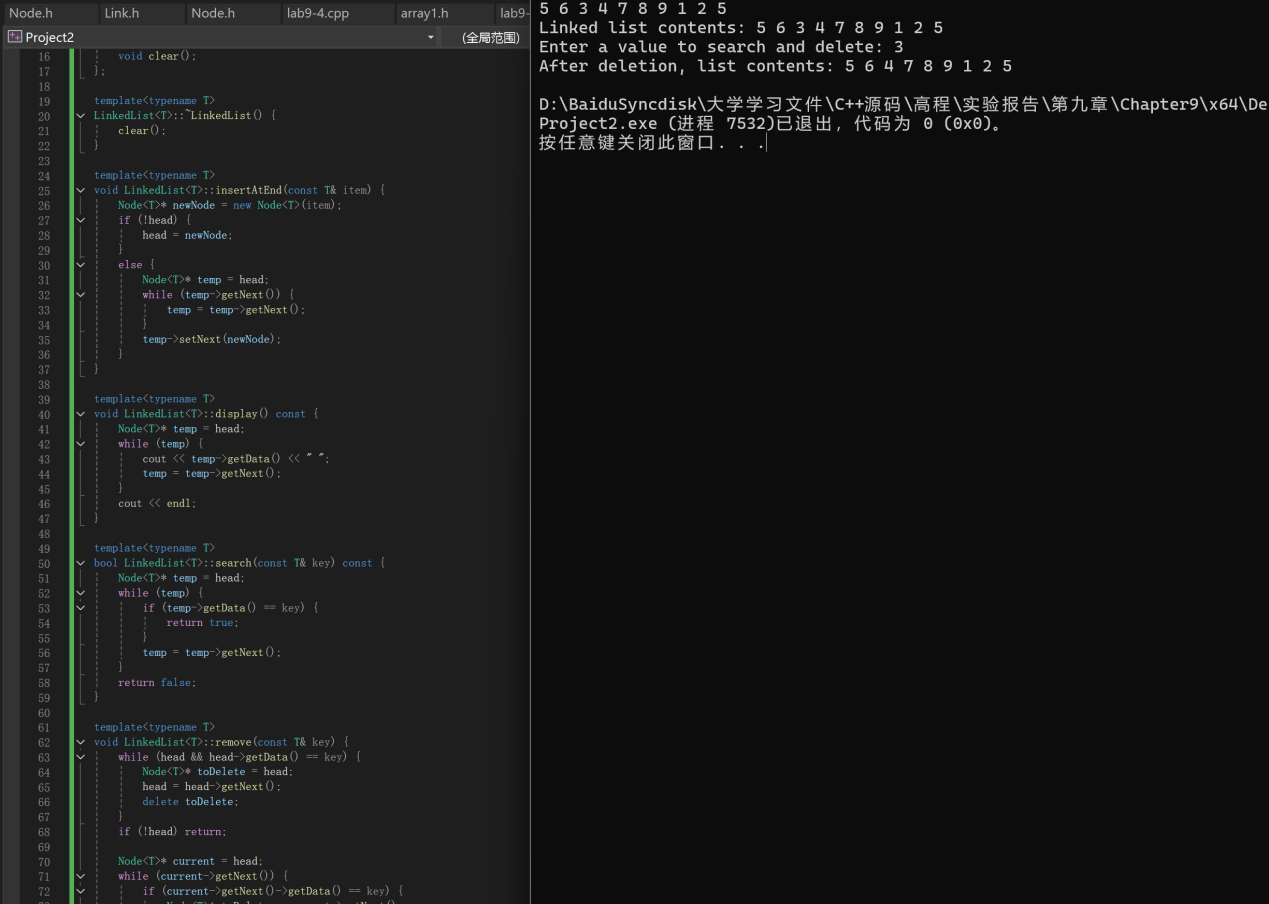 Node.h Link.h Node.h lab9-4.cpp array1.h lab9-
Project2 (全局范围)
16 void clear();
17 };
18
19 template<typename T>
20 LinkedList<T>::~LinkedList() {
21 clear();
22 }
23
24 template<typename T>
25 void LinkedList<T>::insertAtEnd(const T& item) {
26 Node<T>* newNode = new Node<T>(item);
27 if (!head) {
28 head = newNode;
29 }
30 else {
31 Node<T>* temp = head;
32 while (temp->getNext()) {
33 temp = temp->getNext();
34 }
35 temp->setNext(newNode);
36 }
37 }
38
39 template<typename T>
40 void LinkedList<T>::display() const {
41 Node<T>* temp = head;
42 while (temp) {
43 cout << temp->getData() << " ";
44 temp = temp->getNext();
45 }
46 cout << endl;
47 }
48
49 template<typename T>
50 bool LinkedList<T>::search(const T& key) const {
51 Node<T>* temp = head;
52 while (temp) {
53 if (temp->getData() == key) {
54 return true;
55 }
56 temp = temp->getNext();
57 }
58 return false;
59 }
60
61 template<typename T>
62 void LinkedList<T>::remove(const T& key) {
63 while (head && head->getData() == key) {
64 Node<T>* toDelete = head;
65 head = head->getNext();
66 delete toDelete;
67 }
68 if (!head) return;
69
70 Node<T>* current = head;
71 while (current->getNext()) {
72 if (current->getNext()->getData() == key) {
5 6 3 4 7 8 9 1 2 5
Linked list contents: 5 6 3 4 7 8 9 1 2 5
Enter a value to search and delete: 3
After deletion, list contents: 5 6 4 7 8 9 1 2 5
D:\BaiduSyncdisk\大学学习文件\C++源码\高程\实验报告\第九章\Chapter9\x64\De
Project2.exe (进程 7532)已退出，代码为 0 (0x0)。
按任意键关闭此窗口. . .